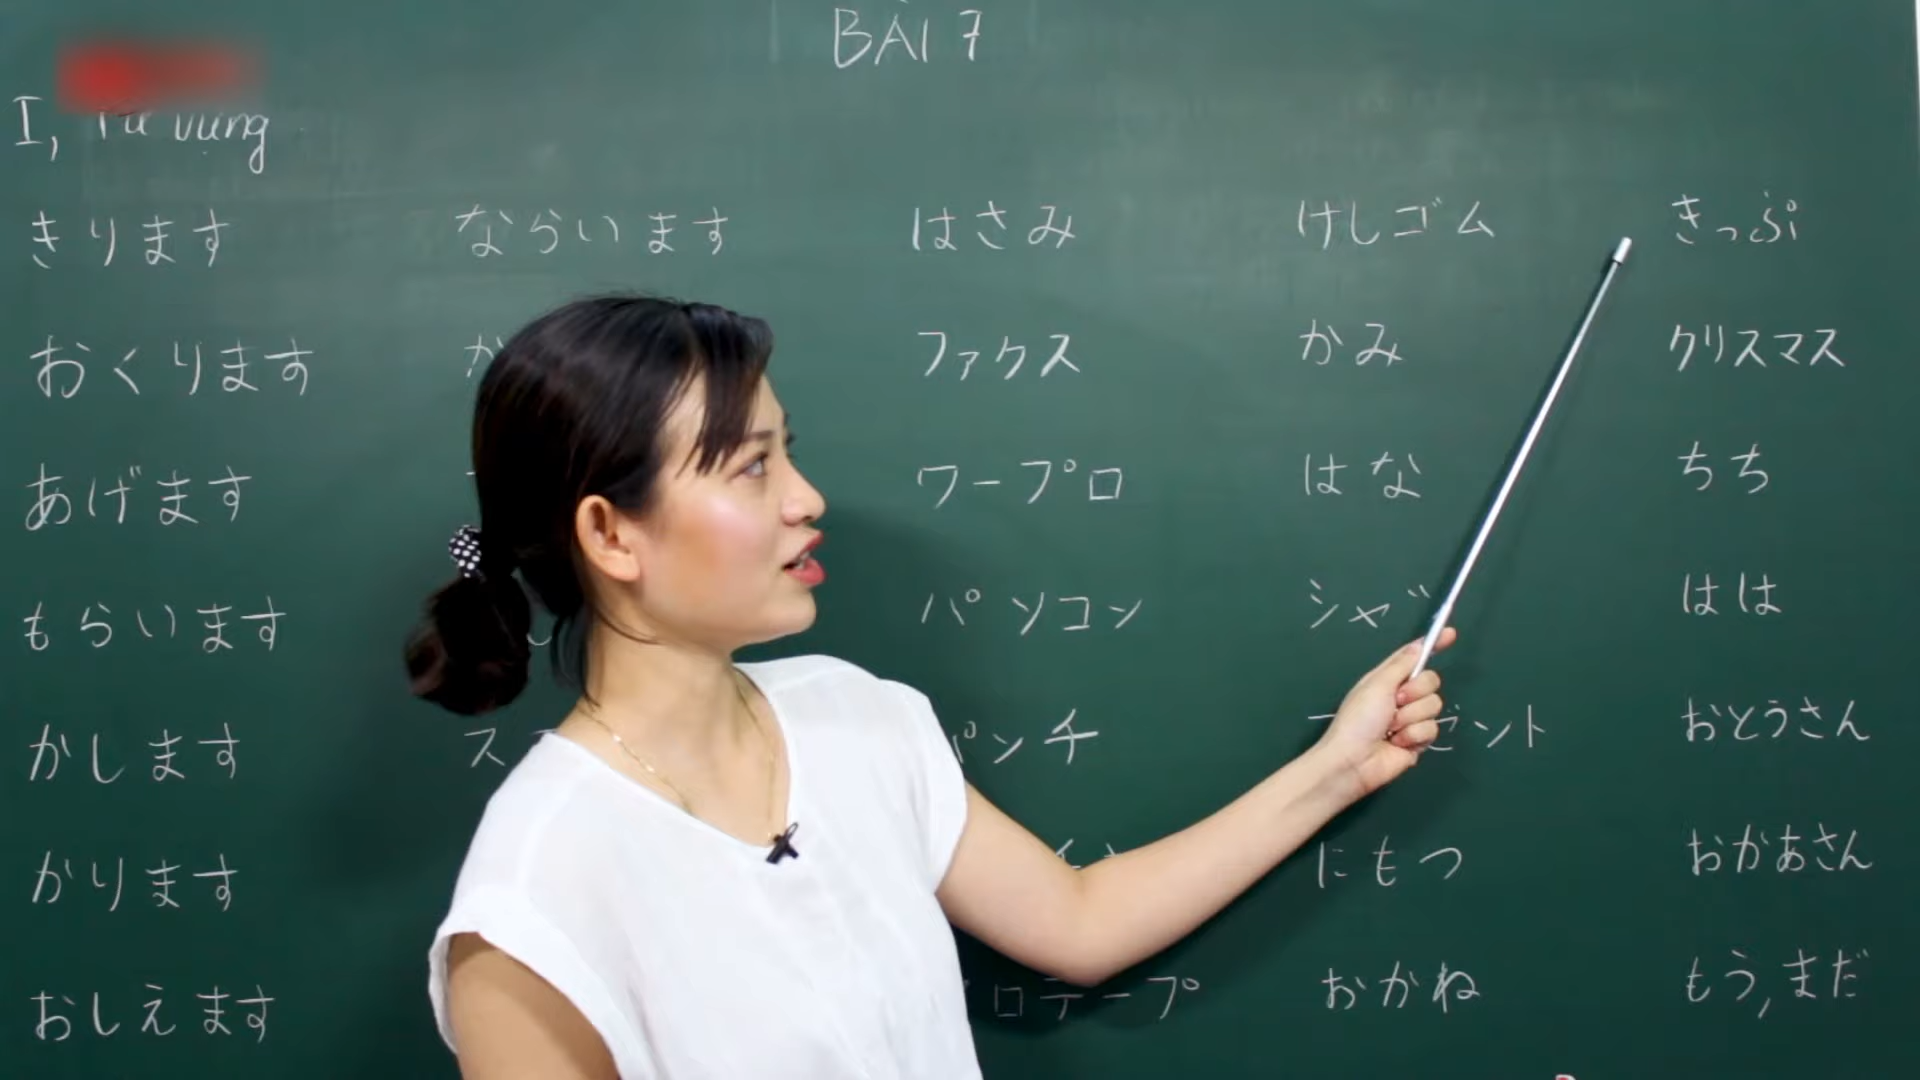 BÀI 7
I, Từ vựng
きります ならいます はさみ けしゴム きっぷ
おくります ファクス かみ クリスマス
あげます ワープロ はな ちち
もらいます パソコン はは
かします パンチ おとうさん
かります にもつ おかあさん
おしえます おかね もう,まだ